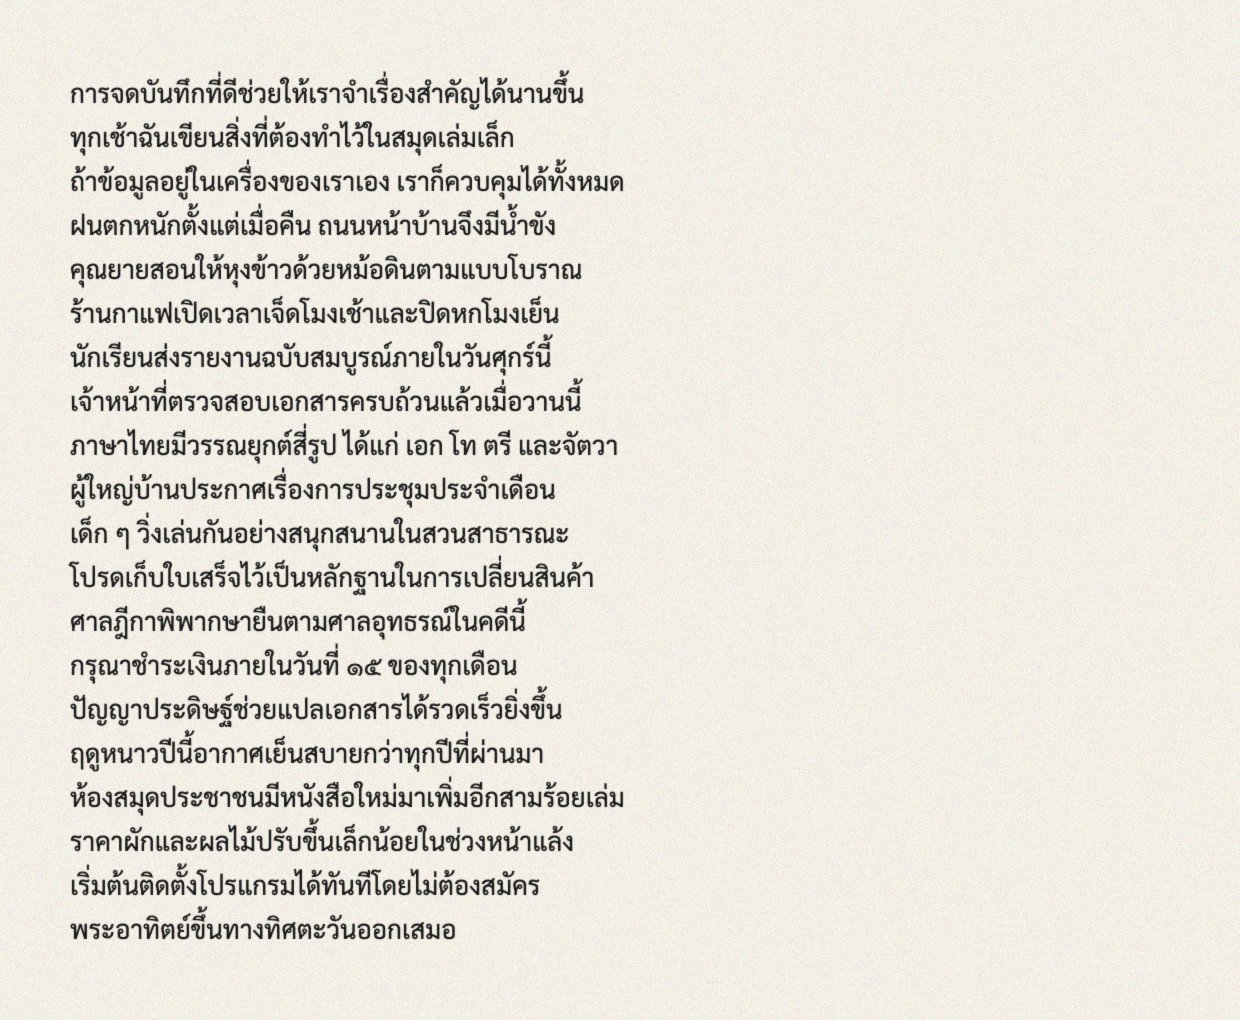 การจดบันทึกที่ดีช่วยให้เราจำเรื่องสำคัญได้นานขึ้น
ทุกเช้าฉันเขียนสิ่งที่ต้องทำไว้ในสมุดเล่มเล็ก
ถ้าข้อมูลอยู่ในเครื่องของเราเอง เราก็ควบคุมได้ทั้งหมด
ฝนตกหนักตั้งแต่เมื่อคืน ถนนหน้าบ้านจึงมีน้ำขัง
คุณยายสอนให้หุงข้าวด้วยหม้อดินตามแบบโบราณ
ร้านกาแฟเปิดเวลาเจ็ดโมงเช้าและปิดหกโมงเย็น
นักเรียนส่งรายงานฉบับสมบูรณ์ภายในวันศุกร์นี้
เจ้าหน้าที่ตรวจสอบเอกสารครบถ้วนแล้วเมื่อวานนี้
ภาษาไทยมีวรรณยุกต์สี่รูป ได้แก่ เอก โท ตรี และจัตวา
ผู้ใหญ่บ้านประกาศเรื่องการประชุมประจำเดือน
เด็ก ๆ วิ่งเล่นกันอย่างสนุกสนานในสวนสาธารณะ
โปรดเก็บใบเสร็จไว้เป็นหลักฐานในการเปลี่ยนสินค้า
ศาลฎีกาพิพากษายืนตามศาลอุทธรณ์ในคดีนี้
กรุณาชำระเงินภายในวันที่ ๑๕ ของทุกเดือน
ปัญญาประดิษฐ์ช่วยแปลเอกสารได้รวดเร็วยิ่งขึ้น
ฤดูหนาวปีนี้อากาศเย็นสบายกว่าทุกปีที่ผ่านมา
ห้องสมุดประชาชนมีหนังสือใหม่มาเพิ่มอีกสามร้อยเล่ม
ราคาผักและผลไม้ปรับขึ้นเล็กน้อยในช่วงหน้าแล้ง
เริ่มต้นติดตั้งโปรแกรมได้ทันทีโดยไม่ต้องสมัคร
พระอาทิตย์ขึ้นทางทิศตะวันออกเสมอ